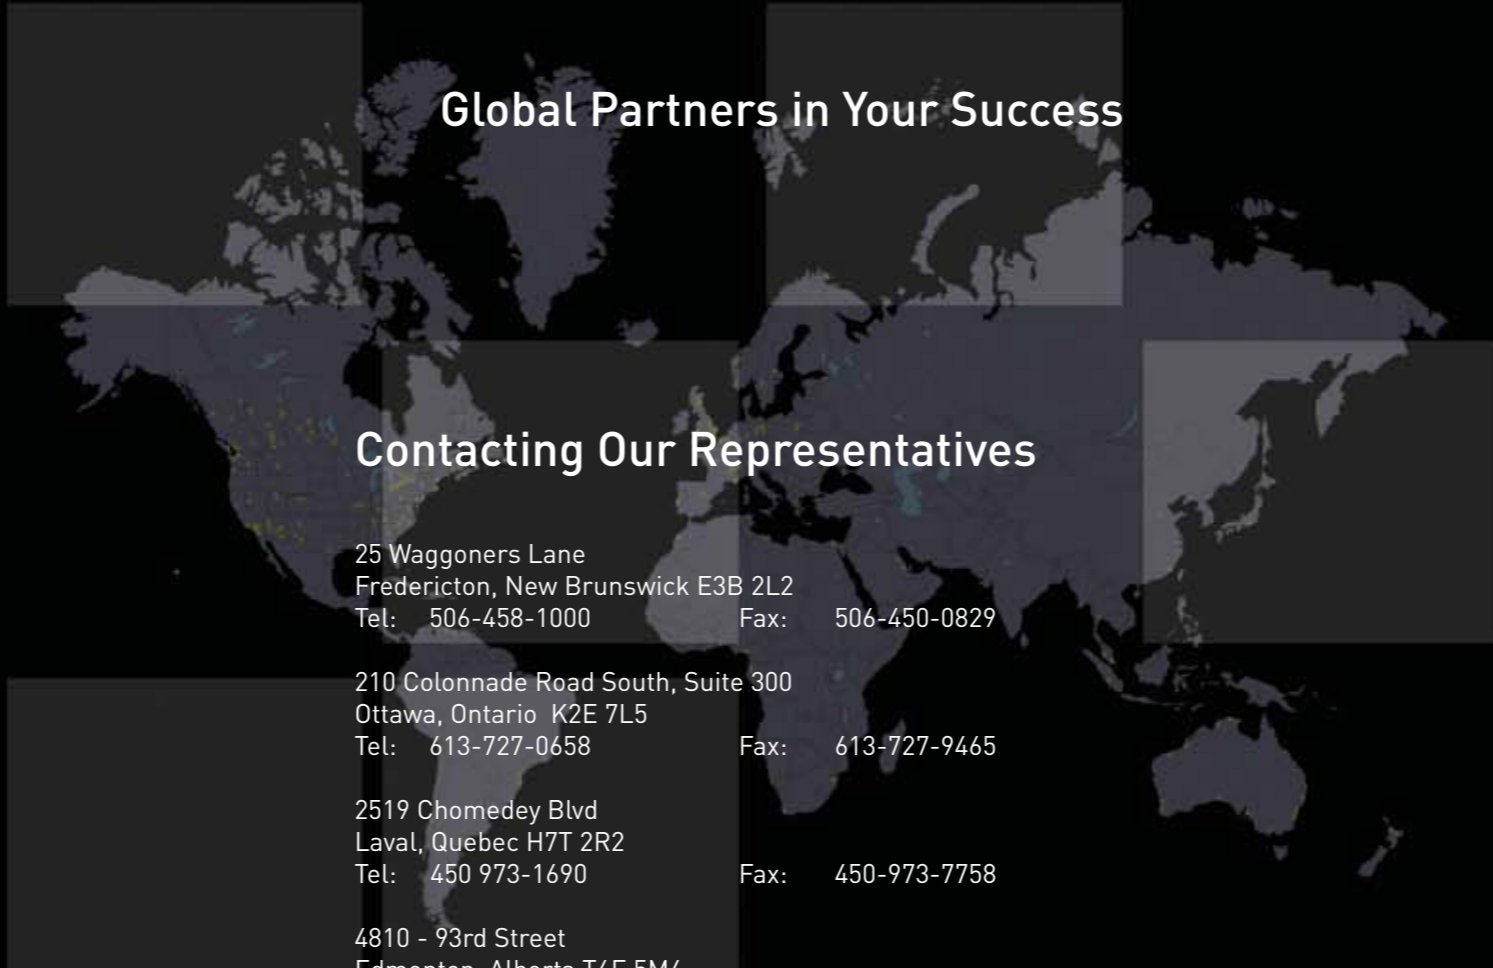 Global Partners in Your Success
Contacting Our Representatives
25 Waggoners Lane
Fredericton, New Brunswick E3B 2L2
Tel: 506-458-1000 Fax: 506-450-0829
210 Colonnade Road South, Suite 300
Ottawa, Ontario K2E 7L5
Tel: 613-727-0658 Fax: 613-727-9465
2519 Chomedey Blvd
Laval, Quebec H7T 2R2
Tel: 450 973-1690 Fax: 450-973-7758
4810 - 93rd Street
Edmonton, Alberta